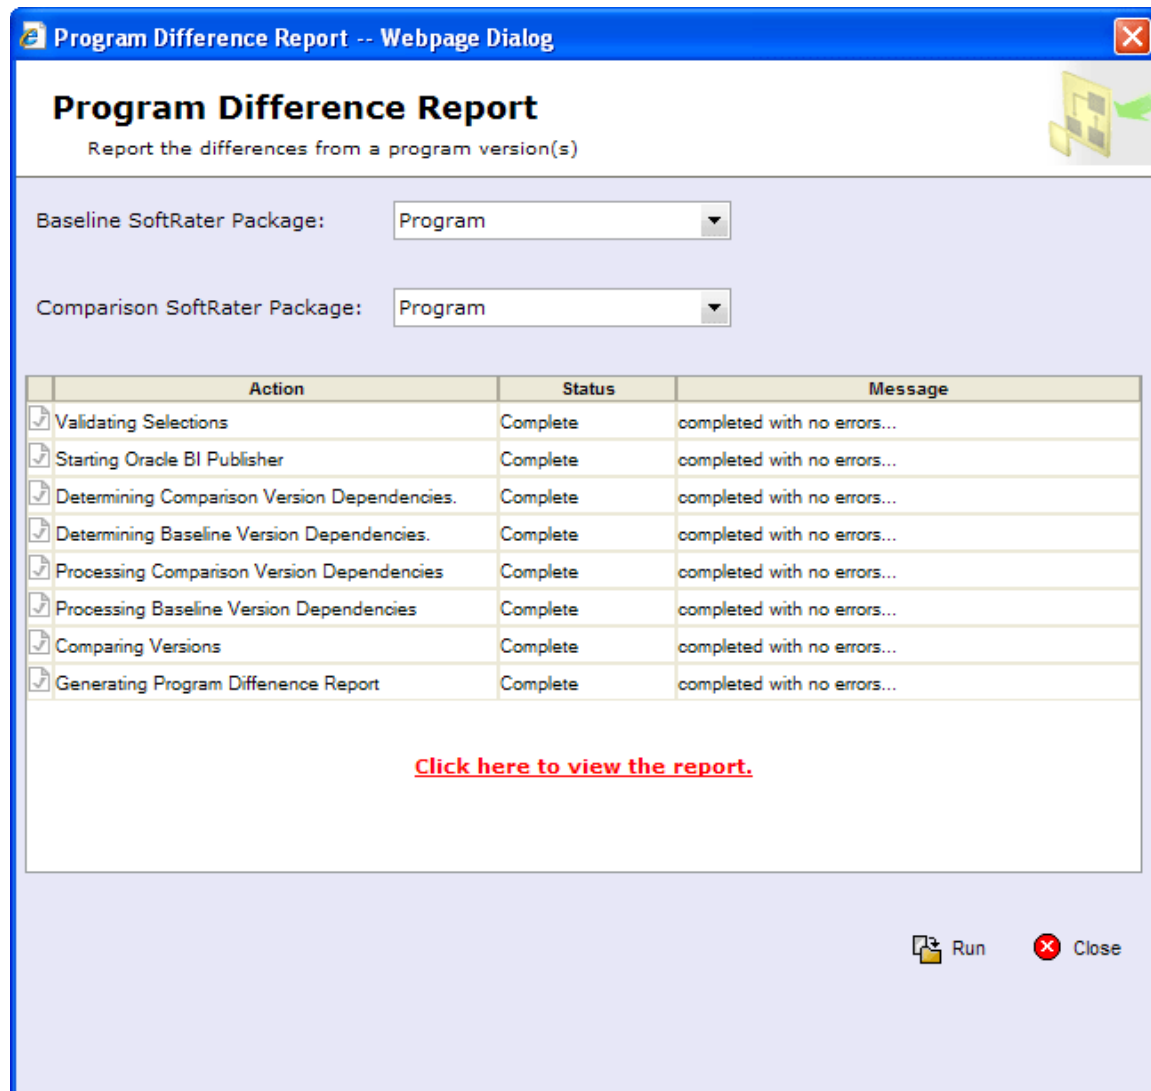 Program Difference Report -- Webpage Dialog
Program Difference Report
Report the differences from a program version(s)
Baseline SoftRater Package: Program
Comparison SoftRater Package: Program
Action Status Message
Validating Selections Complete completed with no errors...
Starting Oracle BI Publisher Complete completed with no errors...
Determining Comparison Version Dependencies. Complete completed with no errors...
Determining Baseline Version Dependencies. Complete completed with no errors...
Processing Comparison Version Dependencies Complete completed with no errors...
Processing Baseline Version Dependencies Complete completed with no errors...
Comparing Versions Complete completed with no errors...
Generating Program Diffenence Report Complete completed with no errors...
Click here to view the report.
Run Close